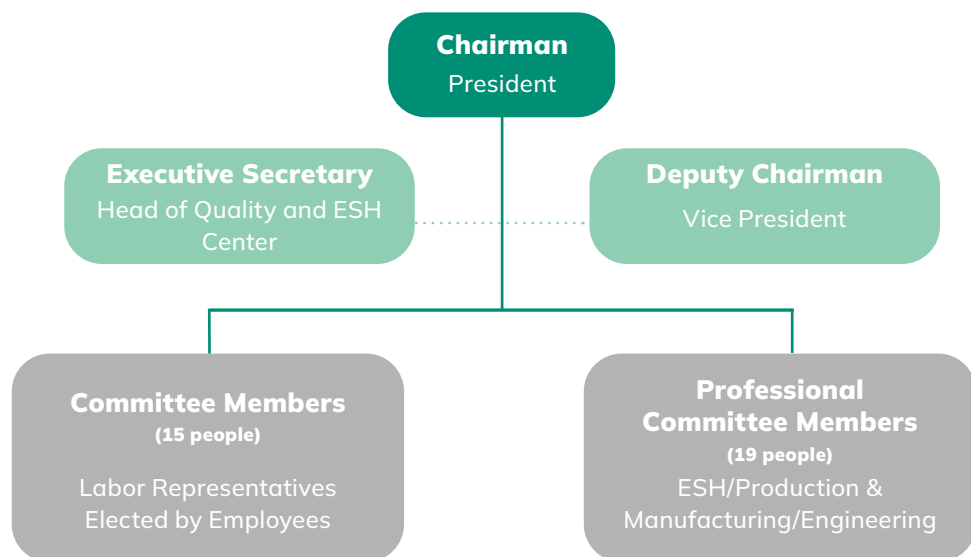 Chairman
President
Executive Secretary
Head of Quality and ESH
Center
Deputy Chairman
Vice President
Committee Members
(15 people)
Labor Representatives
Elected by Employees
Professional
Committee Members
(19 people)
ESH/Production &
Manufacturing/Engineering